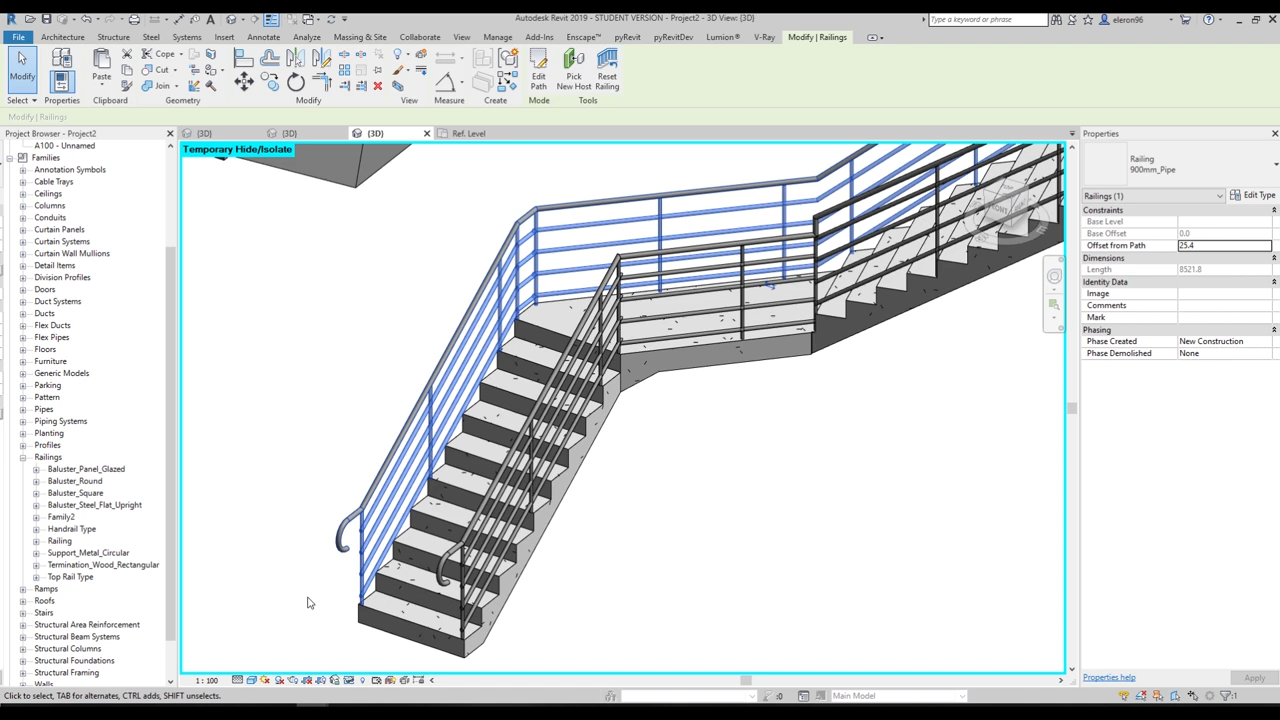 Autodesk Revit 2019 - STUDENT VERSION - Project2 - 3D View: {3D}
Type a keyword or phrase
eleron96
File Architecture Structure Steel Systems Insert Annotate Analyze Massing & Site Collaborate View Manage Add-Ins Enscape™ pyRevit pyRevitDev Lumion® V-Ray Modify | Railings
Modify
Paste
Cope
Cut
Join
Edit Path
Pick New Host
Reset Railing
Select Properties Clipboard Geometry Modify View Measure Create Mode Tools
Modify | Railings
Project Browser - Project2
{3D} {3D} {3D} Ref. Level
Properties
A100 - Unnamed
Families
Annotation Symbols
Cable Trays
Ceilings
Columns
Conduits
Curtain Panels
Curtain Systems
Curtain Wall Mullions
Detail Items
Division Profiles
Doors
Duct Systems
Ducts
Flex Ducts
Flex Pipes
Floors
Furniture
Generic Models
Parking
Pattern
Pipes
Piping Systems
Planting
Profiles
Railings
Baluster_Panel_Glazed
Baluster_Round
Baluster_Square
Baluster_Steel_Flat_Upright
Family2
Handrail Type
Railing
Support_Metal_Circular
Termination_Wood_Rectangular
Top Rail Type
Ramps
Roofs
Stairs
Structural Area Reinforcement
Structural Beam Systems
Structural Columns
Structural Foundations
Structural Framing
Walls
Temporary Hide/Isolate
FRONT
Railing
900mm_Pipe
Railings (1) Edit Type
Constraints
Base Level
Base Offset 0.0
Offset from Path 25.4
Dimensions
Length 8521.8
Identity Data
Image
Comments
Mark
Phasing
Phase Created New Construction
Phase Demolished None
Properties help Apply
1 : 100
Click to select, TAB for alternates, CTRL adds, SHIFT unselects.
:0 Main Model :1